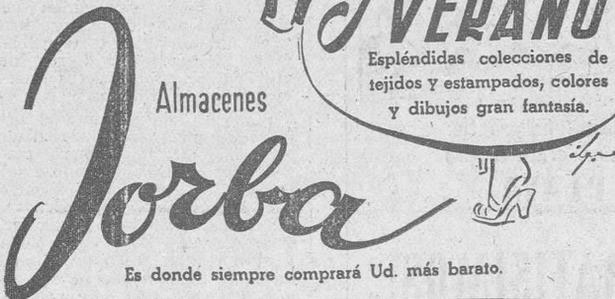 VERANO
Espléndidas colecciones de
tejidos y estampados, colores
y dibujos gran fantasía.
Almacenes
Jorba
Es donde siempre comprará Ud. más barato.